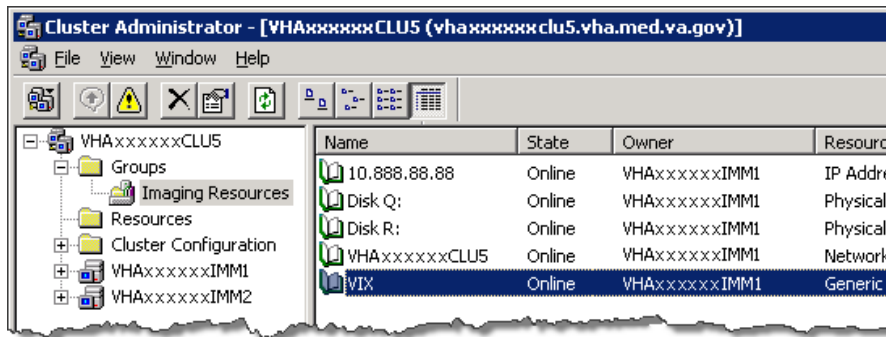 Cluster Administrator - [VHAxxxxxxCLU5 (vhaxxxxxxclu5.vha.med.va.gov)]
File View Window Help
VHAxxxxxxCLU5
Groups
Imaging Resources
Resources
Cluster Configuration
VHAxxxxxxIMM1
VHAxxxxxxIMM2
Name State Owner Resourc
10.888.88.88 Online VHAxxxxxxIMM1 IP Addre
Disk Q: Online VHAxxxxxxIMM1 Physical
Disk R: Online VHAxxxxxxIMM1 Physical
VHAxxxxxxCLU5 Online VHAxxxxxxIMM1 Network
VIX Online VHAxxxxxxIMM1 Generic